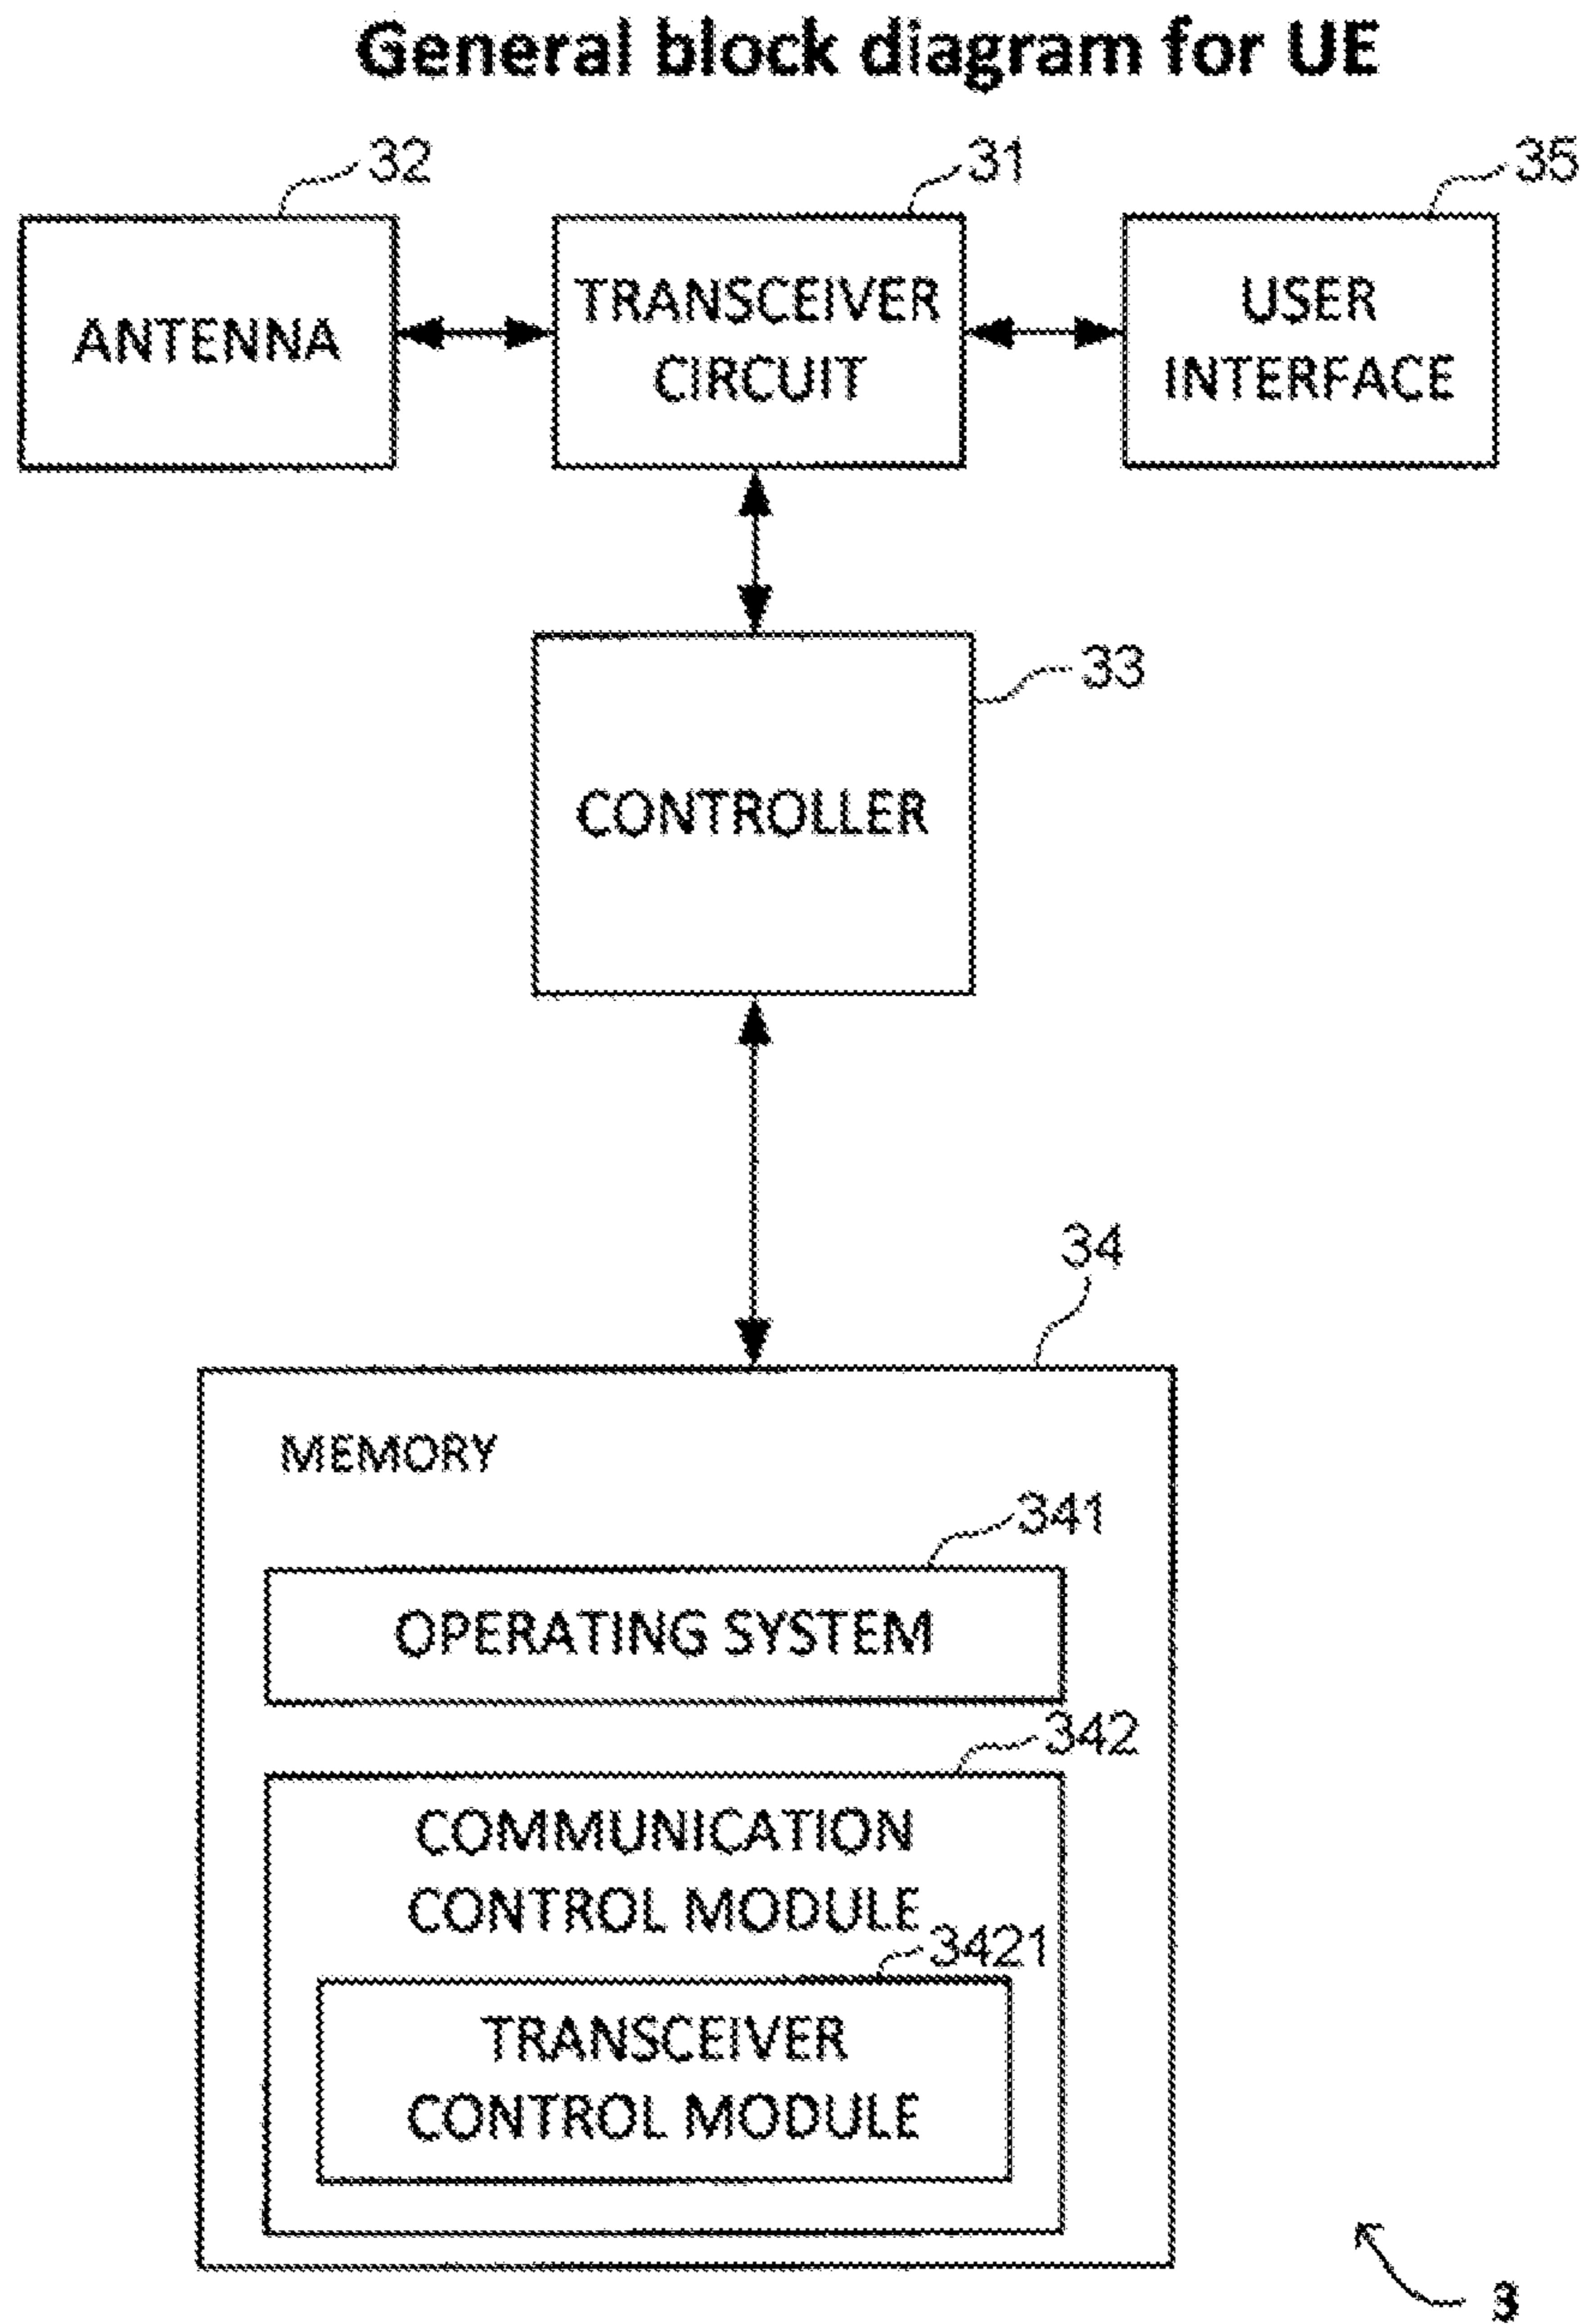 General block diagram for UE
32
31
35
ANTENNA
TRANSCEIVER
CIRCUIT
USER
INTERFACE
33
CONTROLLER
34
MEMORY
341
OPERATING SYSTEM
342
COMMUNICATION
CONTROL MODULE
3421
TRANSCEIVER
CONTROL MODULE
3